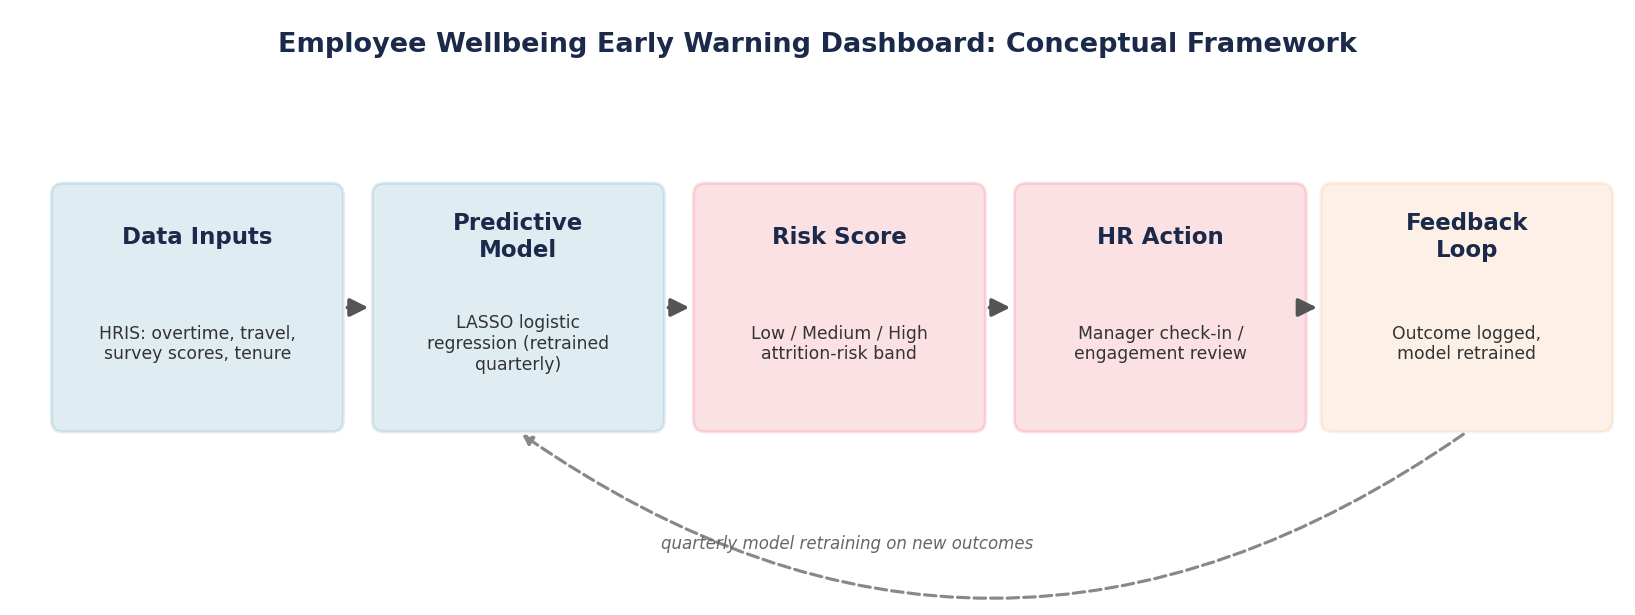 Employee Wellbeing Early Warning Dashboard: Conceptual Framework
Data Inputs
HRIS: overtime, travel,
survey scores, tenure
Predictive
Model
LASSO logistic
regression (retrained
quarterly)
Risk Score
Low / Medium / High
attrition-risk band
HR Action
Manager check-in /
engagement review
Feedback
Loop
Outcome logged,
model retrained
quarterly model retraining on new outcomes